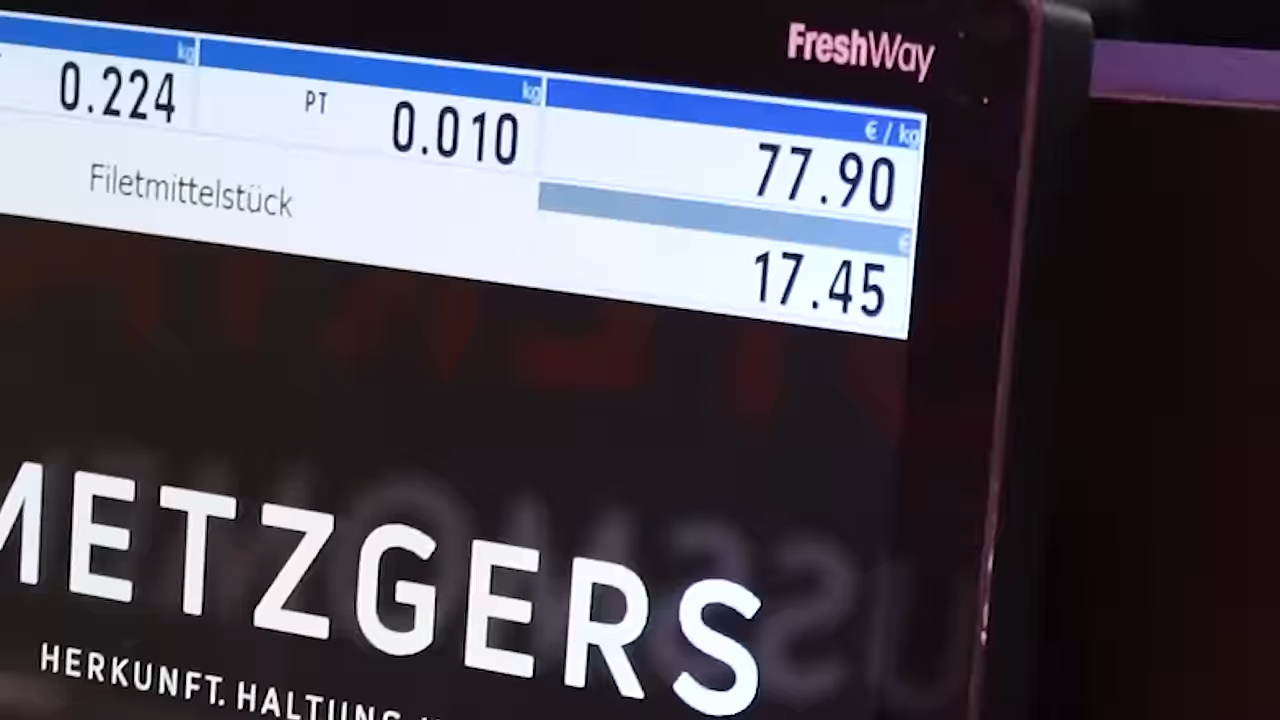 FreshWay
kg kg € / kg
0.224 PT 0.010 77.90
Filetmittelstück
€
17.45
METZGERS
HERKUNFT. HALTUNG